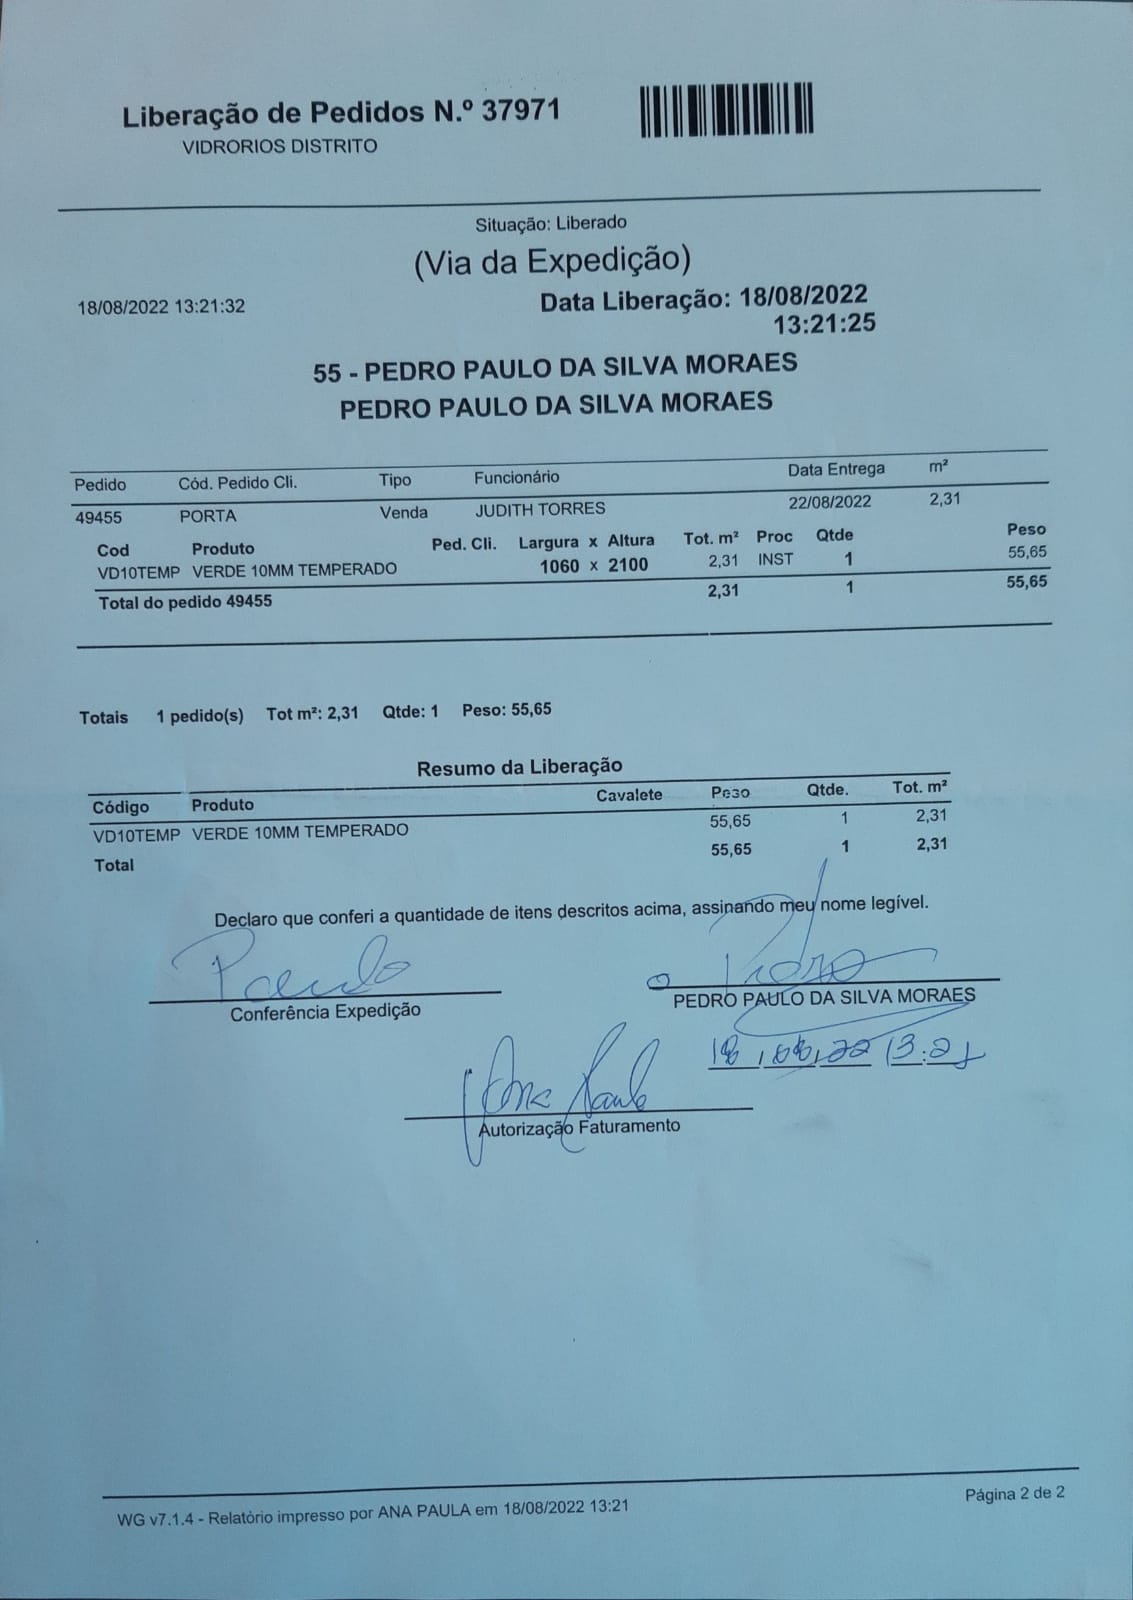 Liberação de Pedidos N.º 37971
VIDRORIOS DISTRITO
Situação: Liberado
(Via da Expedição)
18/08/2022 13:21:32
Data Liberação: 18/08/2022
13:21:25
55 - PEDRO PAULO DA SILVA MORAES
PEDRO PAULO DA SILVA MORAES
Pedido Cód. Pedido Cli. Tipo Funcionário Data Entrega m²
49455 PORTA Venda JUDITH TORRES 22/08/2022 2,31
Cod Produto Ped. Cli. Largura x Altura Tot. m² Proc Qtde Peso
VD10TEMP VERDE 10MM TEMPERADO 1060 x 2100 2,31 INST 1 55,65
Total do pedido 49455 2,31 1 55,65
Totais 1 pedido(s) Tot m²: 2,31 Qtde: 1 Peso: 55,65
Resumo da Liberação
Código Produto Cavalete Peso Qtde. Tot. m²
VD10TEMP VERDE 10MM TEMPERADO 55,65 1 2,31
Total 55,65 1 2,31
Declaro que conferi a quantidade de itens descritos acima, assinando meu nome legível.
Paulo Pedro
Conferência Expedição PEDRO PAULO DA SILVA MORAES
18/08/22 13:21
Ana Paula
Autorização Faturamento
WG v7.1.4 - Relatório impresso por ANA PAULA em 18/08/2022 13:21
Página 2 de 2